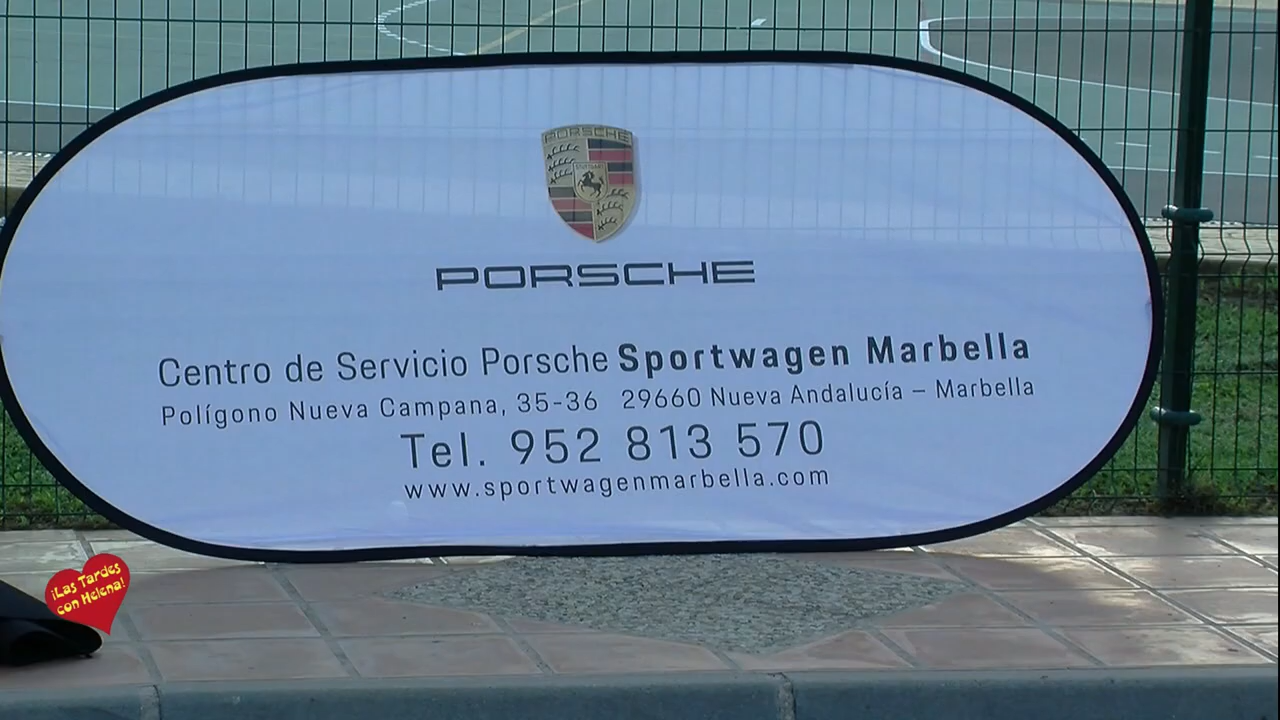 PORSCHE
STUTTGART
PORSCHE
Centro de Servicio Porsche Sportwagen Marbella
Polígono Nueva Campana, 35-36 29660 Nueva Andalucía – Marbella
Tel. 952 813 570
www.sportwagenmarbella.com
¡Las Tardes
con Helena!